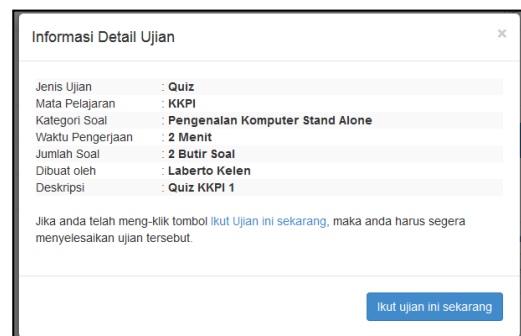 Informasi Detail Ujian ×
Jenis Ujian : Quiz
Mata Pelajaran : KKPI
Kategori Soal : Pengenalan Komputer Stand Alone
Waktu Pengerjaan : 2 Menit
Jumlah Soal : 2 Butir Soal
Dibuat oleh : Laberto Kelen
Deskripsi : Quiz KKPI 1
Jika anda telah meng-klik tombol Ikut Ujian ini sekarang, maka anda harus segera
menyelesaikan ujian tersebut.
Ikut ujian ini sekarang